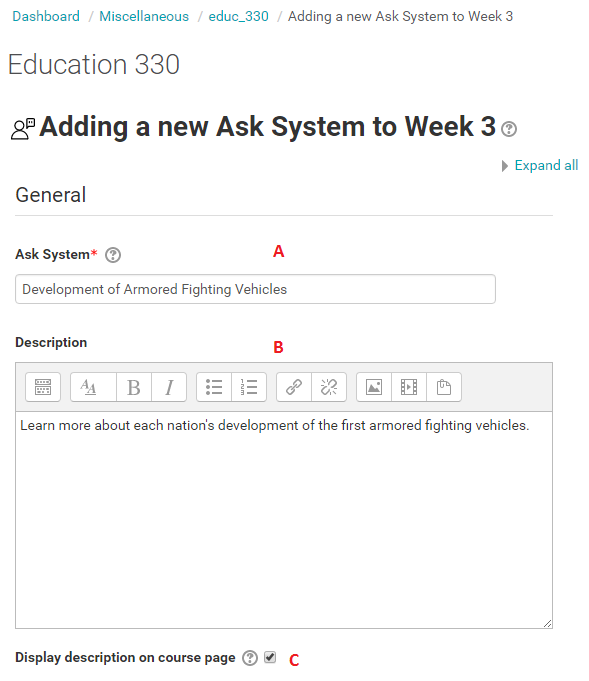 Dashboard / Miscellaneous / educ_330 / Adding a new Ask System to Week 3
Education 330
Adding a new Ask System to Week 3 ?
Expand all
General
Ask System* ? A
Development of Armored Fighting Vehicles
Description B
AA B I
Learn more about each nation's development of the first armored fighting vehicles.
Display description on course page ? C